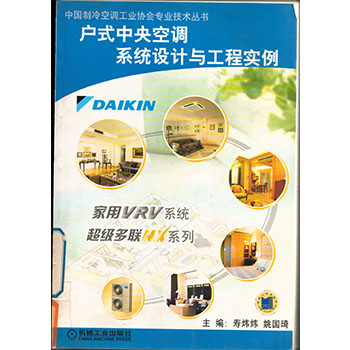 中国制冷空调工业协会专业技术丛书
户式中央空调
系统设计与工程实例
DAIKIN
家用VRV系统
超级多联
系列
主编：寿炜炜 姚国琦
机械工业出版社
CHINA MACHINE PRESS